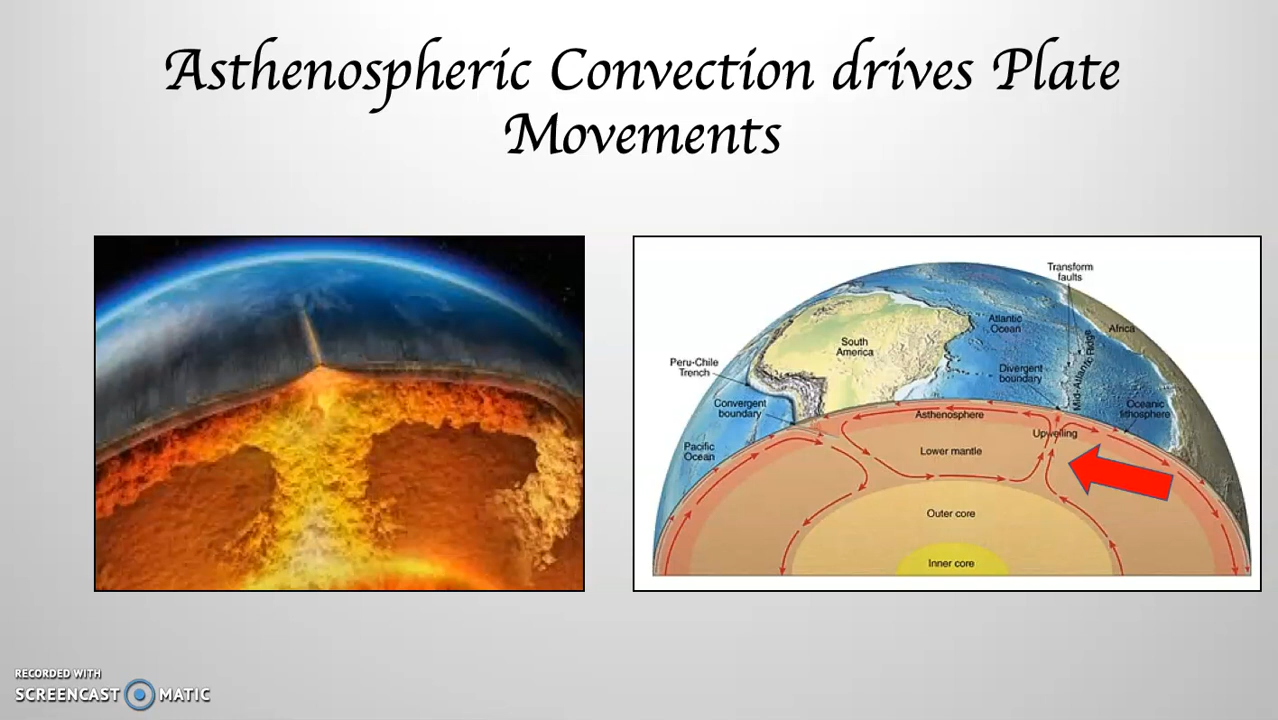 Asthenospheric Convection drives Plate
Movements
Transform
faults
Atlantic
Ocean
Africa
South
America
Mid-Atlantic Ridge
Peru-Chile
Trench
Divergent
boundary
Convergent
boundary
Oceanic
lithosphere
Asthenosphere
Upwelling
Pacific
Ocean
Lower mantle
Outer core
Inner core
RECORDED WITH
SCREENCAST MATIC